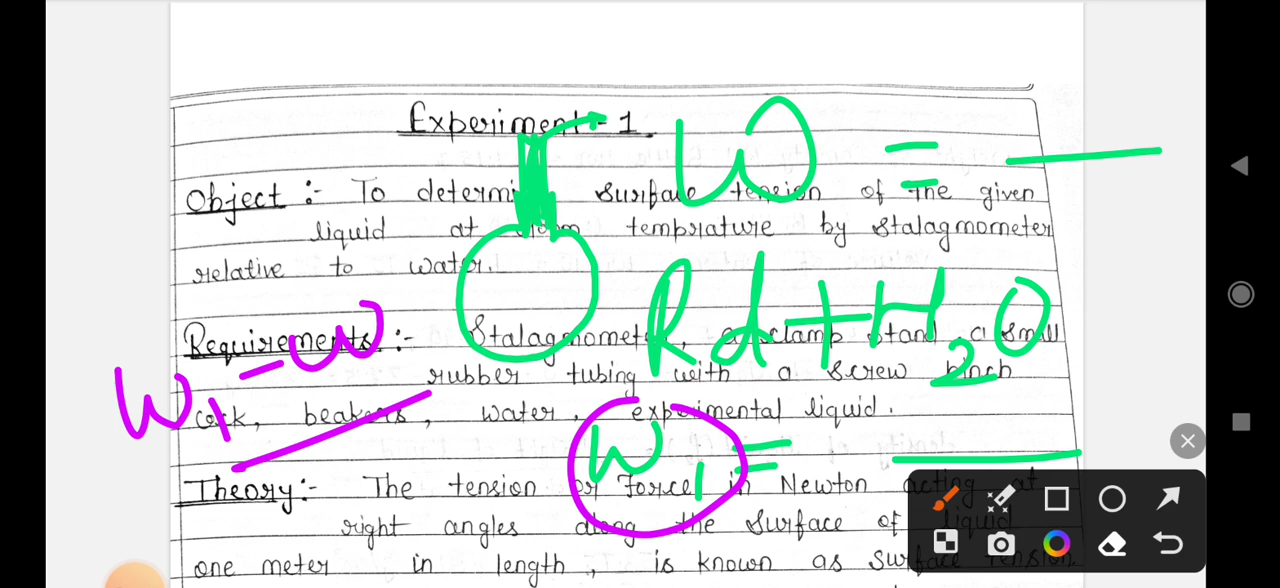 Experiment - 1
W =
Object :- To determi surface tension of the given
liquid at room temprature by Stalagmometer
relative to water.
Rd + H2O
W1 - W
Requirements :- Stalagmometer, a clamp stand, a small
rubber tubing with a screw pinch
cock, beakers, water, experimental liquid.
W1 =
Theory :- The tension or Force in Newton acting at
right angles along the surface of liquid
one meter in length, is known as surface tension.